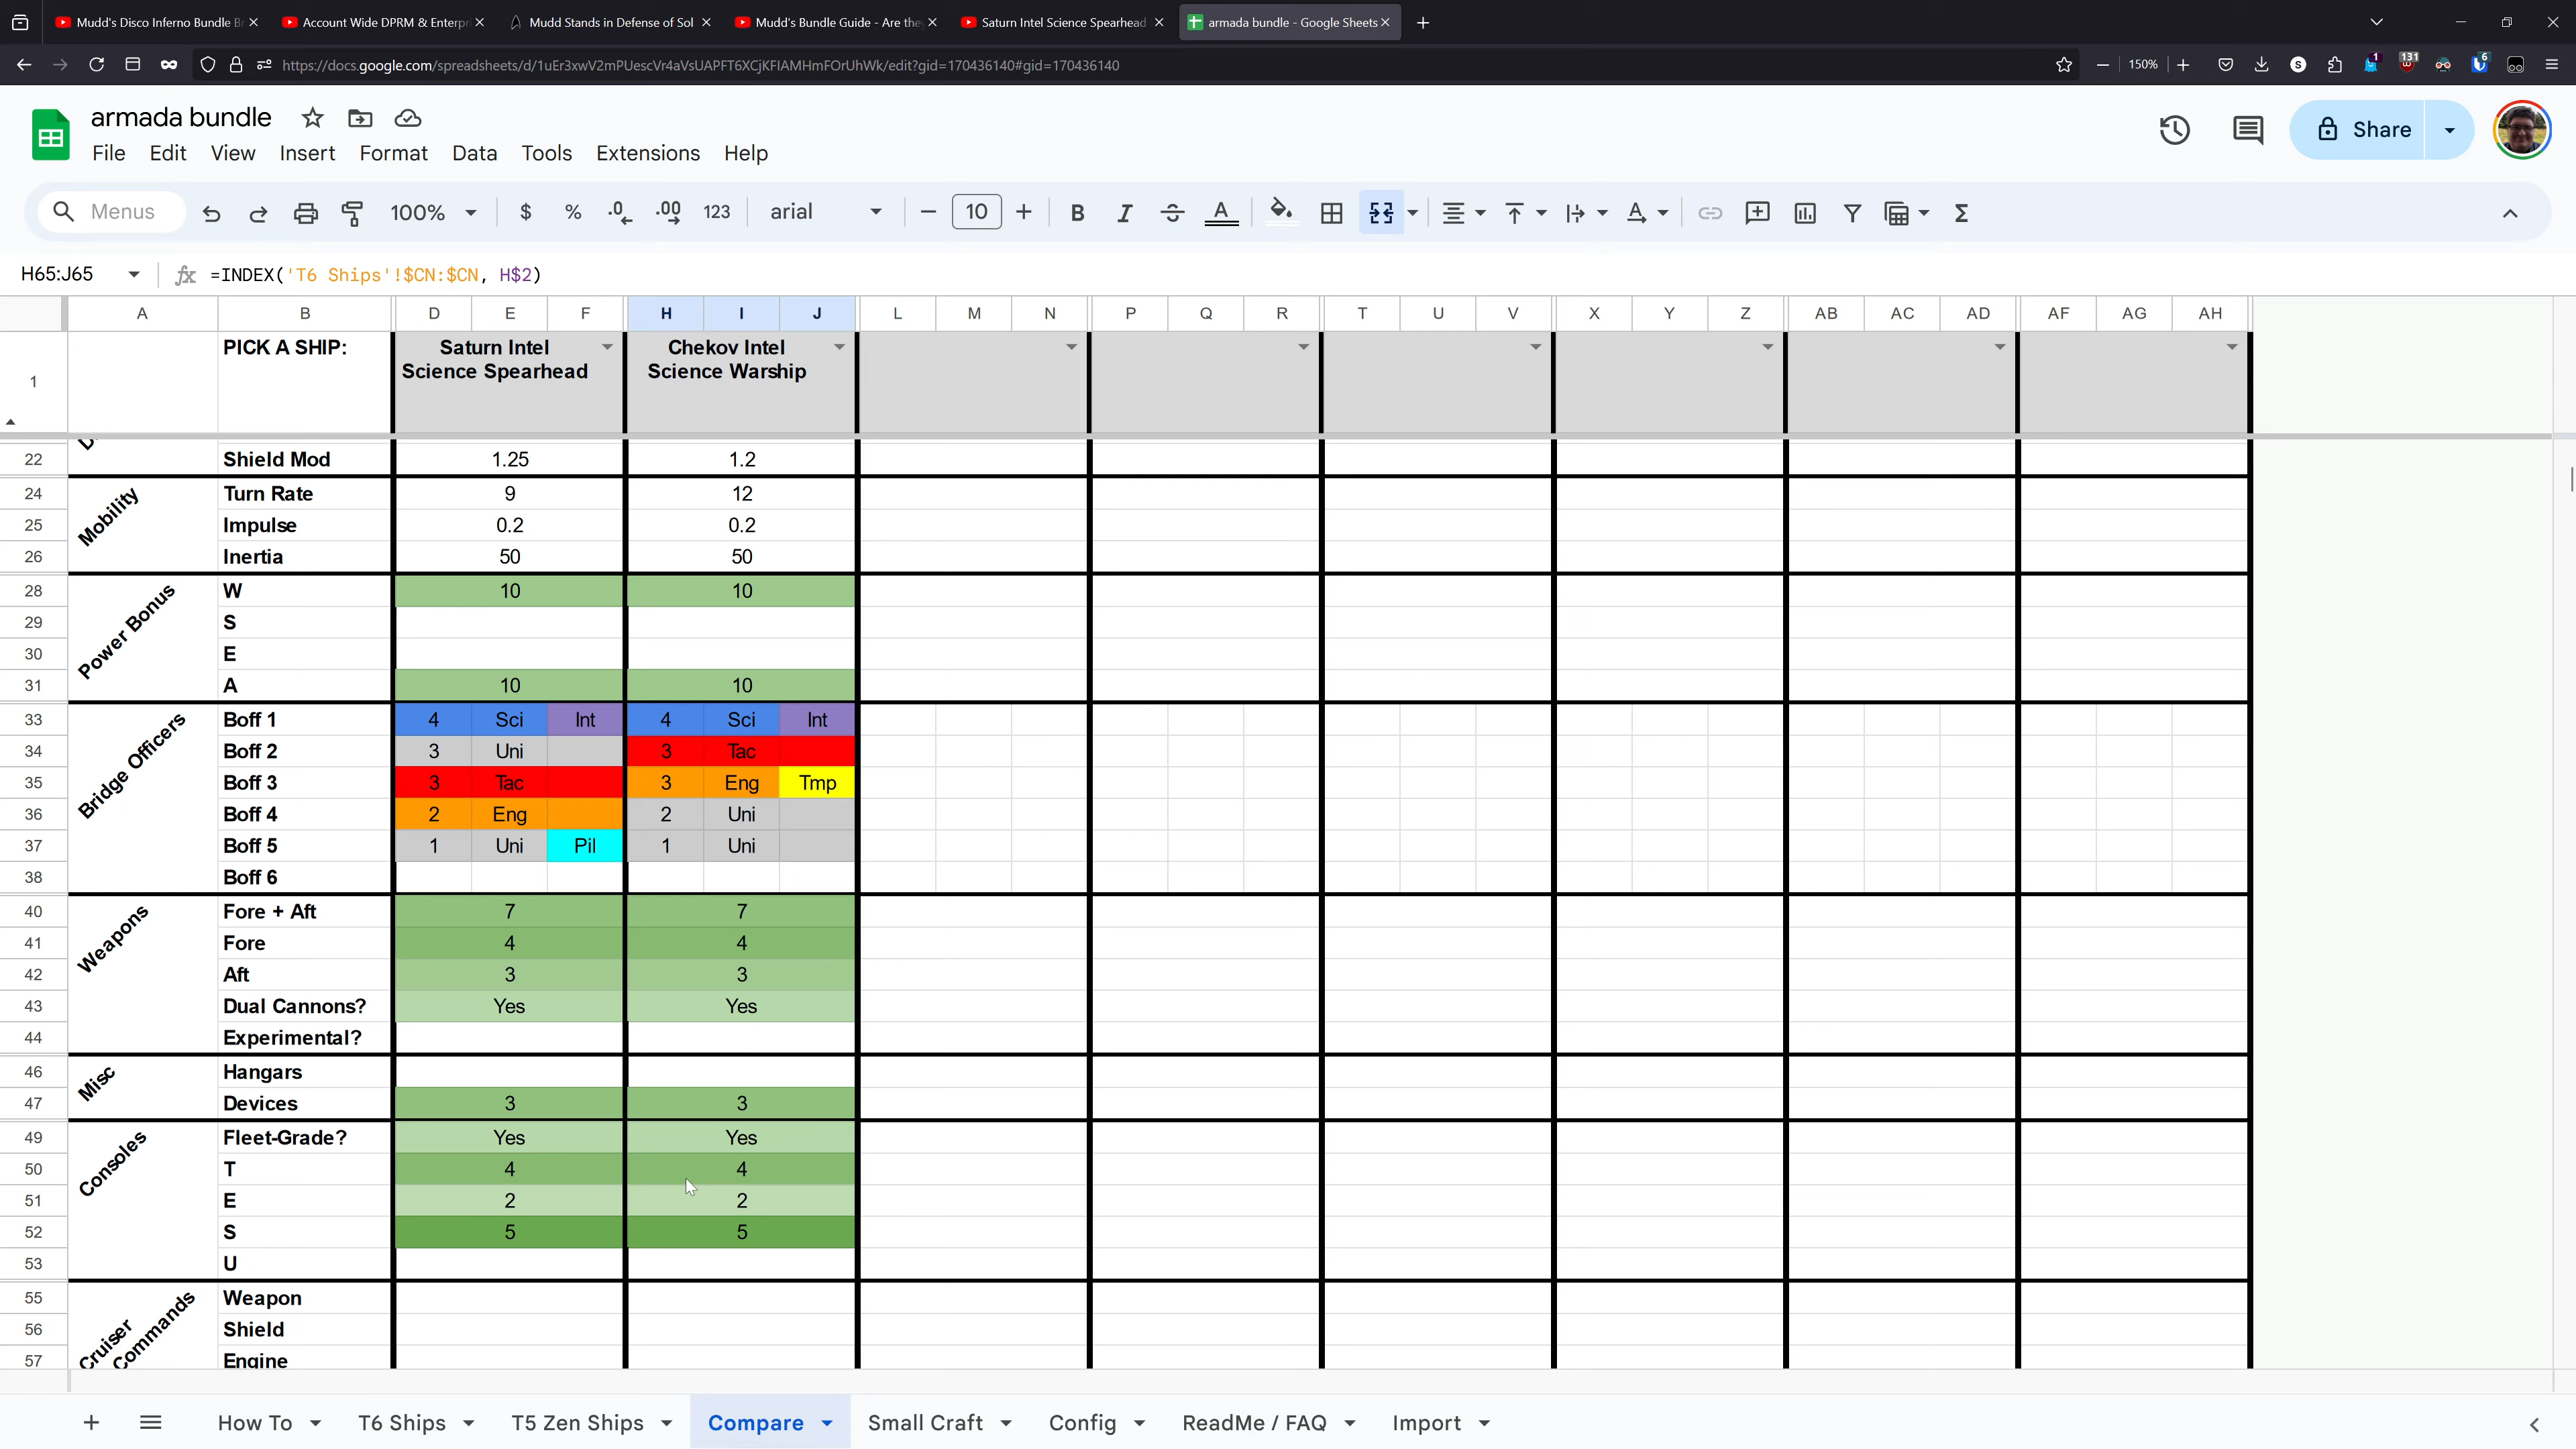 Mudd's Disco Inferno Bundle Br
Account Wide DPRM & Enterpri
Mudd Stands in Defense of Sol
Mudd's Bundle Guide - Are they
Saturn Intel Science Spearhead
armada bundle - Google Sheets
https://docs.google.com/spreadsheets/d/1uEr3xwV2mPUescVr4aVsUAPFT6XCjKFIAMHmFOrUhWk/edit?gid=170436140#gid=170436140
150%
S
1
131
6
armada bundle
Share
File Edit View Insert Format Data Tools Extensions Help
Menus 100% $ % .0 .00 123 arial 10 B I A A Σ
H65:J65 fx =INDEX('T6 Ships'!$CN:$CN, H$2)
A B D E F H I J L M N P Q R T U V X Y Z AB AC AD AF AG AH
1 PICK A SHIP: Saturn Intel Science Spearhead Chekov Intel Science Warship
22 Shield Mod 1.25 1.2
Mobility
24 Turn Rate 9 12
25 Impulse 0.2 0.2
26 Inertia 50 50
Power Bonus
28 W 10 10
29 S
30 E
31 A 10 10
Bridge Officers
33 Boff 1 4 Sci Int 4 Sci Int
34 Boff 2 3 Uni 3 Tac
35 Boff 3 3 Tac 3 Eng Tmp
36 Boff 4 2 Eng 2 Uni
37 Boff 5 1 Uni Pil 1 Uni
38 Boff 6
Weapons
40 Fore + Aft 7 7
41 Fore 4 4
42 Aft 3 3
43 Dual Cannons? Yes Yes
44 Experimental?
Misc
46 Hangars
47 Devices 3 3
Consoles
49 Fleet-Grade? Yes Yes
50 T 4 4
51 E 2 2
52 S 5 5
53 U
Cruiser Commands
55 Weapon
56 Shield
57 Engine
How To T6 Ships T5 Zen Ships Compare Small Craft Config ReadMe / FAQ Import